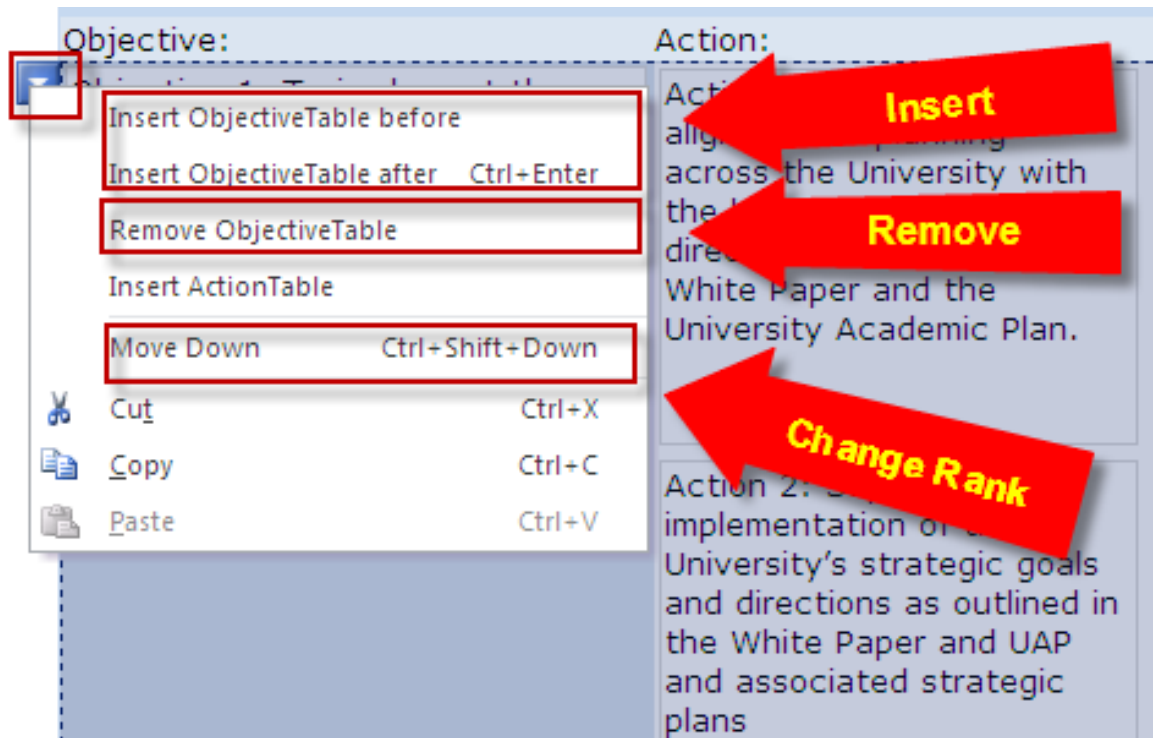 Objective:
Action:
Insert ObjectiveTable before
Insert ObjectiveTable after Ctrl+Enter
Remove ObjectiveTable
Insert ActionTable
Move Down Ctrl+Shift+Down
Cut Ctrl+X
Copy Ctrl+C
Paste Ctrl+V
Insert
Remove
Change Rank
across the University with
the
White Paper and the
University Academic Plan.
Action 2:
implementation of
University's strategic goals
and directions as outlined in
the White Paper and UAP
and associated strategic
plans